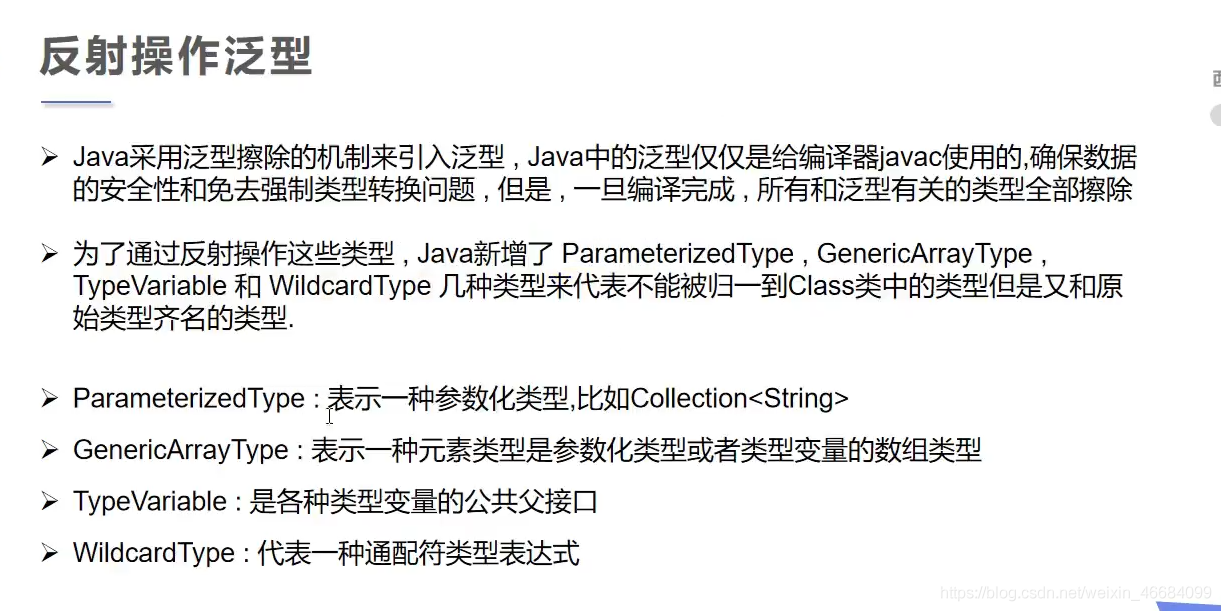 反射操作泛型
Java采用泛型擦除的机制来引入泛型 , Java中的泛型仅仅是给编译器javac使用的,确保数据
的安全性和免去强制类型转换问题 , 但是 , 一旦编译完成 , 所有和泛型有关的类型全部擦除
为了通过反射操作这些类型 , Java新增了 ParameterizedType , GenericArrayType ,
TypeVariable 和 WildcardType 几种类型来代表不能被归一到Class类中的类型但是又和原
始类型齐名的类型.
ParameterizedType : 表示一种参数化类型,比如Collection<String>
GenericArrayType : 表示一种元素类型是参数化类型或者类型变量的数组类型
TypeVariable : 是各种类型变量的公共父接口
WildcardType : 代表一种通配符类型表达式
https://blog.csdn.net/weixin_46684099